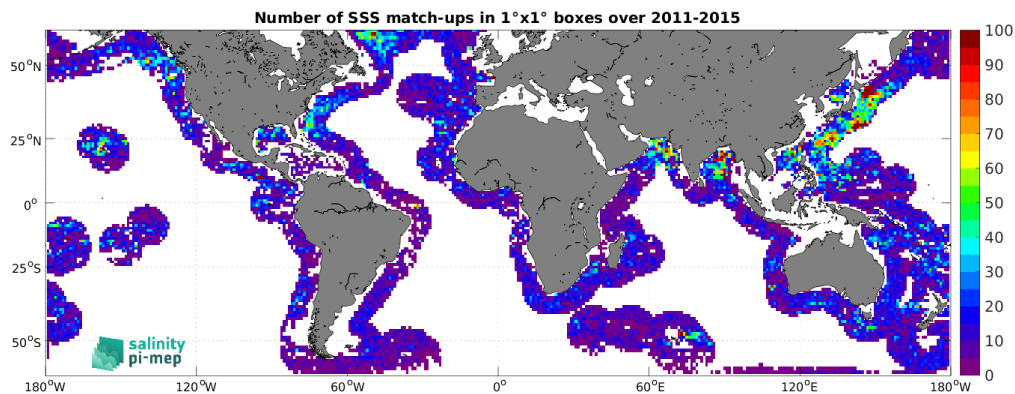 Number of SSS match-ups in 1°x1° boxes over 2011-2015
50°N
25°N
0°
25°S
50°S
180°W
120°W
60°W
0°
60°E
120°E
180°W
100
90
80
70
60
50
40
30
20
10
0
salinity
pi-mep